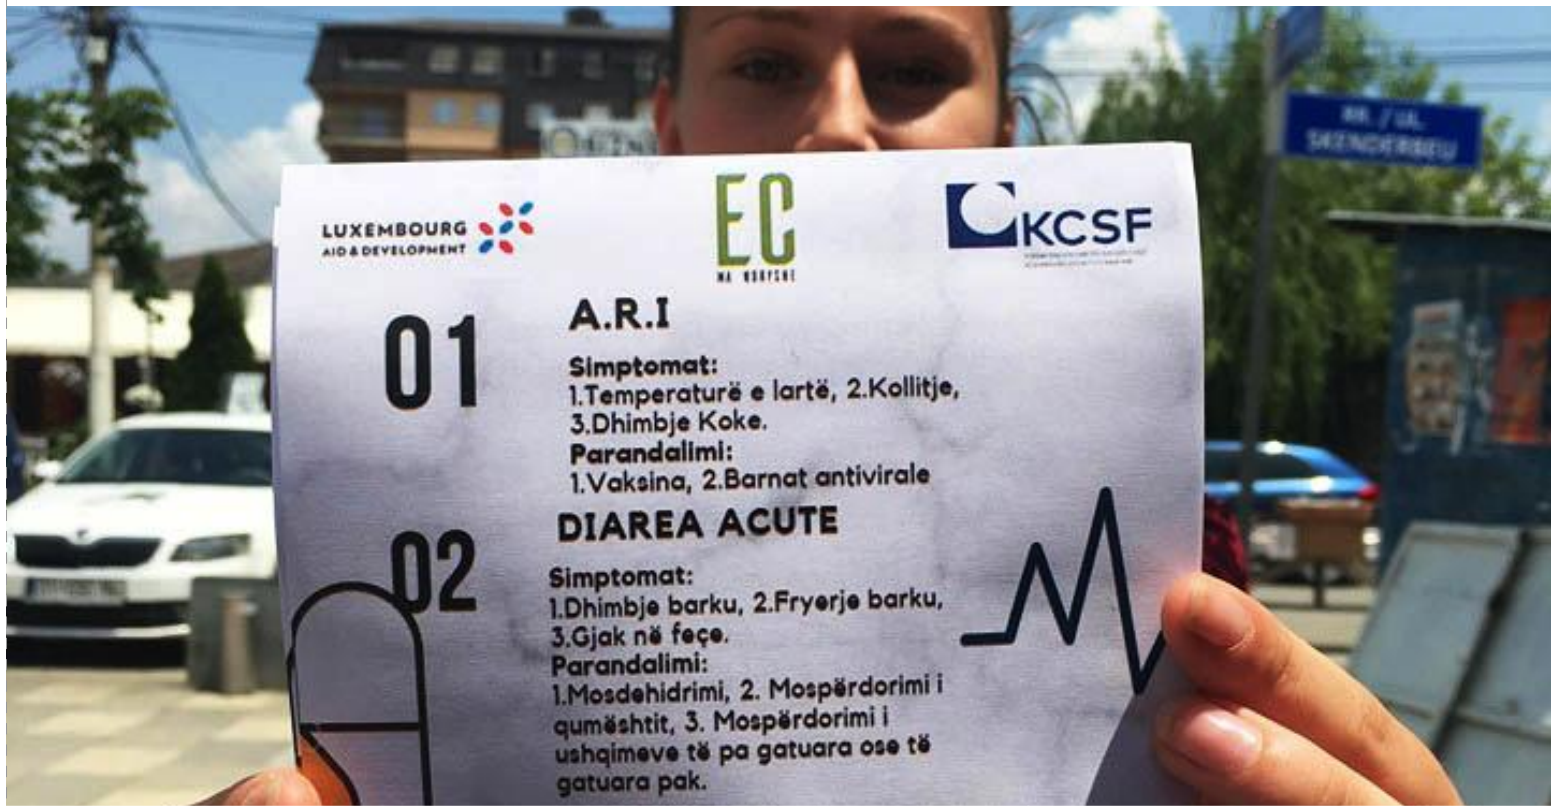 RR. / UL.
SKENDERBEU
LUXEMBOURG
AID & DEVELOPMENT
EC
MA NDRYSHE
KCSF
01
A.R.I
Simptomat:
1.Temperaturë e lartë, 2.Kollitje,
3.Dhimbje Koke.
Parandalimi:
1.Vaksina, 2.Barnat antivirale
02
DIAREA ACUTE
Simptomat:
1.Dhimbje barku, 2.Fryerje barku,
3.Gjak në feçe.
Parandalimi:
1.Mosdehidrimi, 2. Mospërdorimi i
qumështit, 3. Mospërdorimi i
ushqimeve të pa gatuara ose të
gatuara pak.